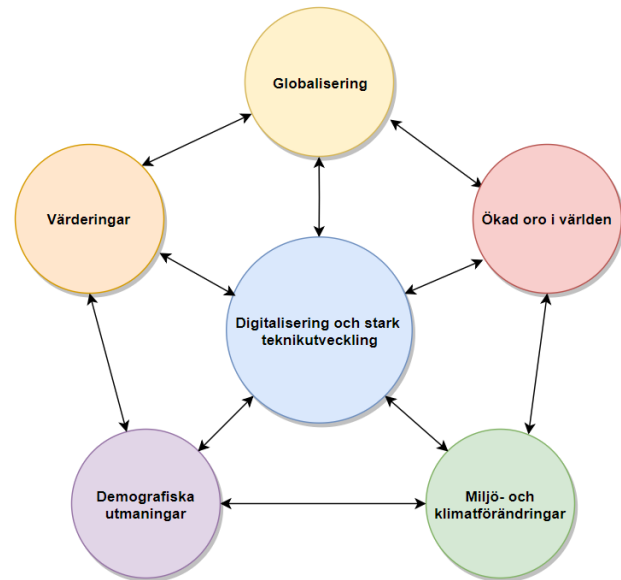 Globalisering
Värderingar
Ökad oro i världen
Digitalisering och stark
teknikutveckling
Demografiska
utmaningar
Miljö- och
klimatförändringar